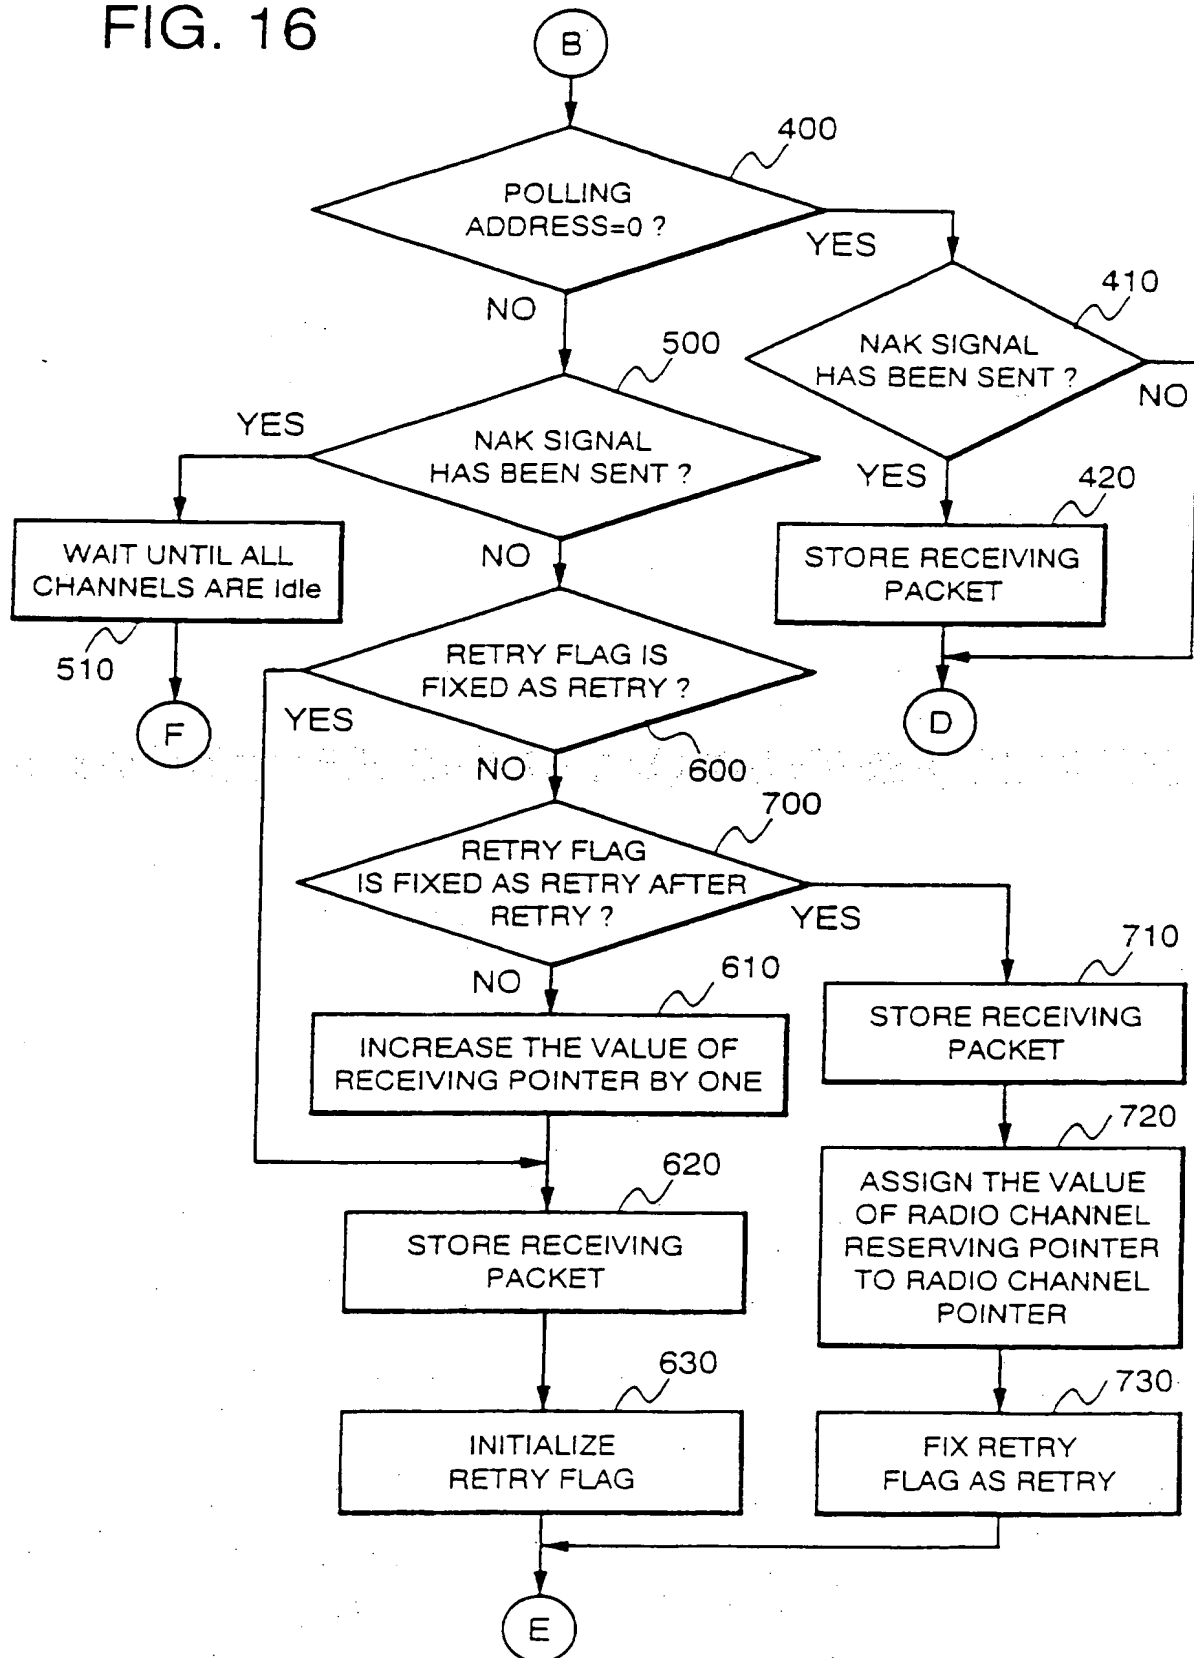 FIG. 16
B
400
POLLING
ADDRESS=0 ?
YES
NO
410
NAK SIGNAL
HAS BEEN SENT ?
NO
YES
500
YES
NAK SIGNAL
HAS BEEN SENT ?
NO
420
STORE RECEIVING
PACKET
D
WAIT UNTIL ALL
CHANNELS ARE Idle
510
F
RETRY FLAG IS
FIXED AS RETRY ?
YES
600
NO
700
RETRY FLAG
IS FIXED AS RETRY AFTER
RETRY ?
YES
NO
610
INCREASE THE VALUE OF
RECEIVING POINTER BY ONE
710
STORE RECEIVING
PACKET
620
STORE RECEIVING
PACKET
720
ASSIGN THE VALUE
OF RADIO CHANNEL
RESERVING POINTER
TO RADIO CHANNEL
POINTER
630
INITIALIZE
RETRY FLAG
730
FIX RETRY
FLAG AS RETRY
E